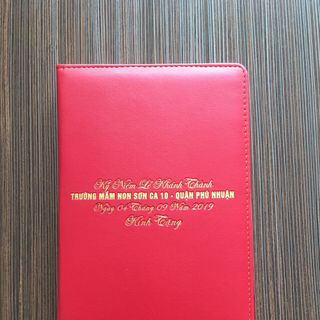 Kỷ Niệm Lễ Khánh Thành
TRƯỜNG MẦM NON SƠN CA 10 - QUẬN PHÚ NHUẬN
Ngày 04 Tháng 09 Năm 2019
Kính Tặng